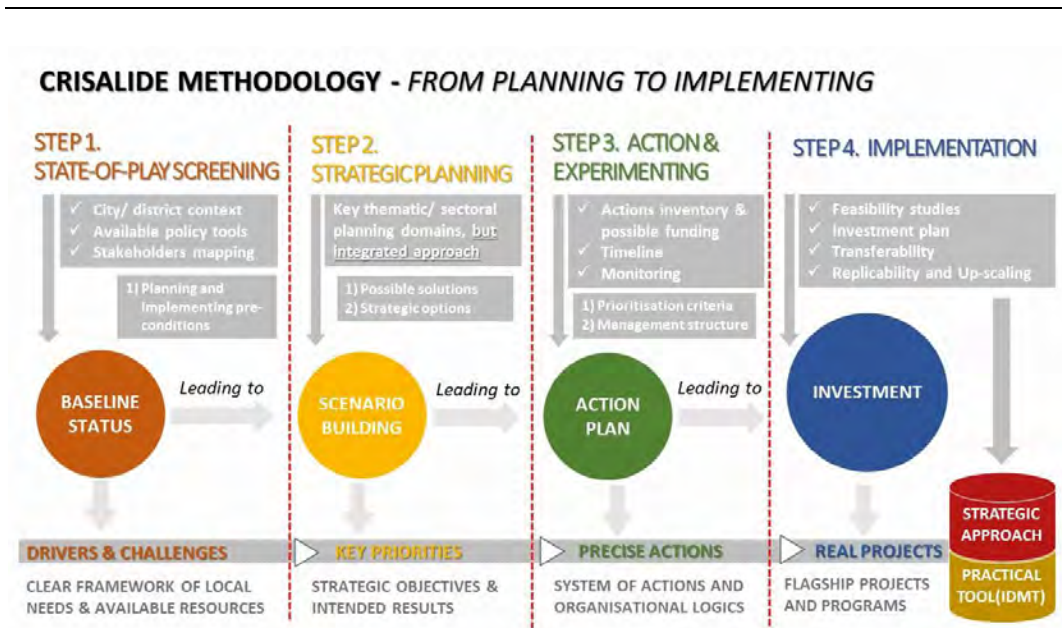 CRISALIDE METHODOLOGY - FROM PLANNING TO IMPLEMENTING
STEP 1.
STATE-OF-PLAY SCREENING
✓ City/ district context
✓ Available policy tools
✓ Stakeholders mapping
1) Planning and
Implementing pre-
conditions
BASELINE
STATUS
Leading to
DRIVERS & CHALLENGES
CLEAR FRAMEWORK OF LOCAL
NEEDS & AVAILABLE RESOURCES
STEP 2.
STRATEGIC PLANNING
Key thematic/ sectoral
planning domains, but
integrated approach
1) Possible solutions
2) Strategic options
SCENARIO
BUILDING
Leading to
KEY PRIORITIES
STRATEGIC OBJECTIVES &
INTENDED RESULTS
STEP 3. ACTION &
EXPERIMENTING
✓ Actions inventory &
possible funding
✓ Timeline
✓ Monitoring
1) Prioritisation criteria
2) Management structure
ACTION
PLAN
Leading to
PRECISE ACTIONS
SYSTEM OF ACTIONS AND
ORGANISATIONAL LOGICS
STEP 4. IMPLEMENTATION
✓ Feasibility studies
✓ Investment plan
✓ Transferability
✓ Replicability and Up-scaling
INVESTMENT
REAL PROJECTS
FLAGSHIP PROJECTS
AND PROGRAMS
STRATEGIC
APPROACH
PRACTICAL
TOOL(IDMT)